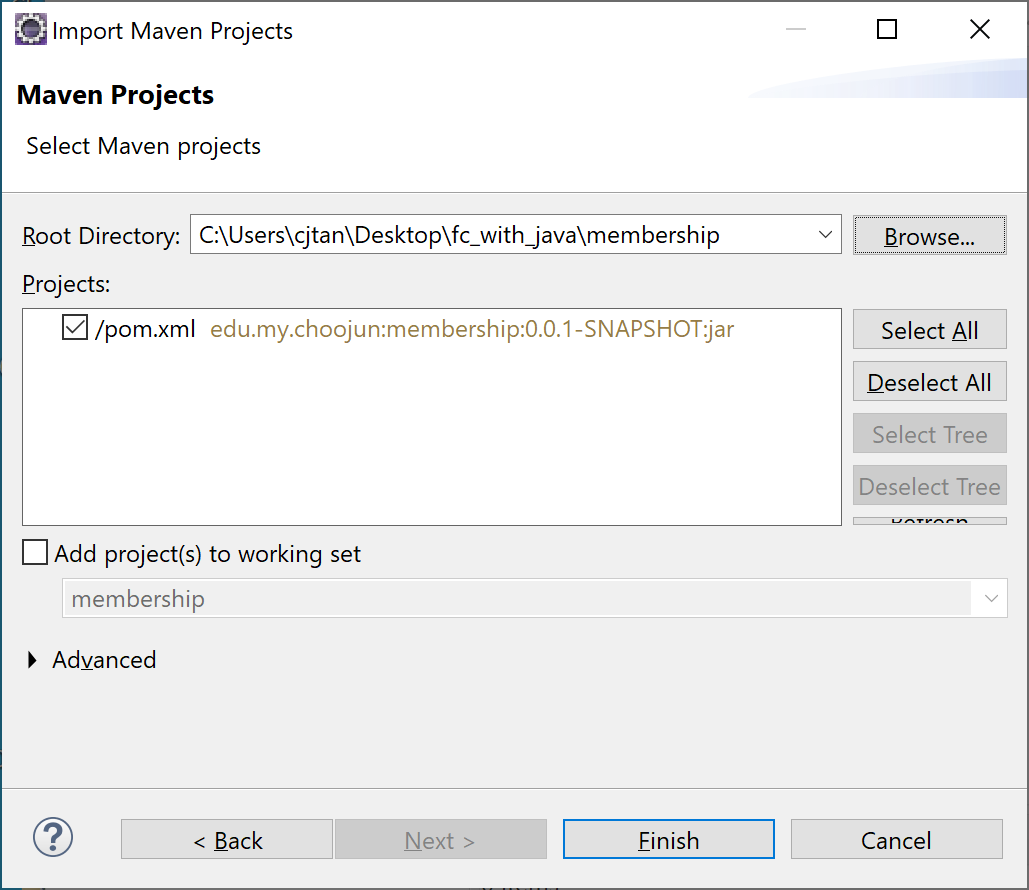 Import Maven Projects
Maven Projects
Select Maven projects
Root Directory: C:\Users\cjtan\Desktop\fc_with_java\membership Browse...
Projects:
/pom.xml edu.my.choojun:membership:0.0.1-SNAPSHOT:jar
Select All
Deselect All
Select Tree
Deselect Tree
Refresh
Add project(s) to working set
membership
Advanced
? < Back Next > Finish Cancel